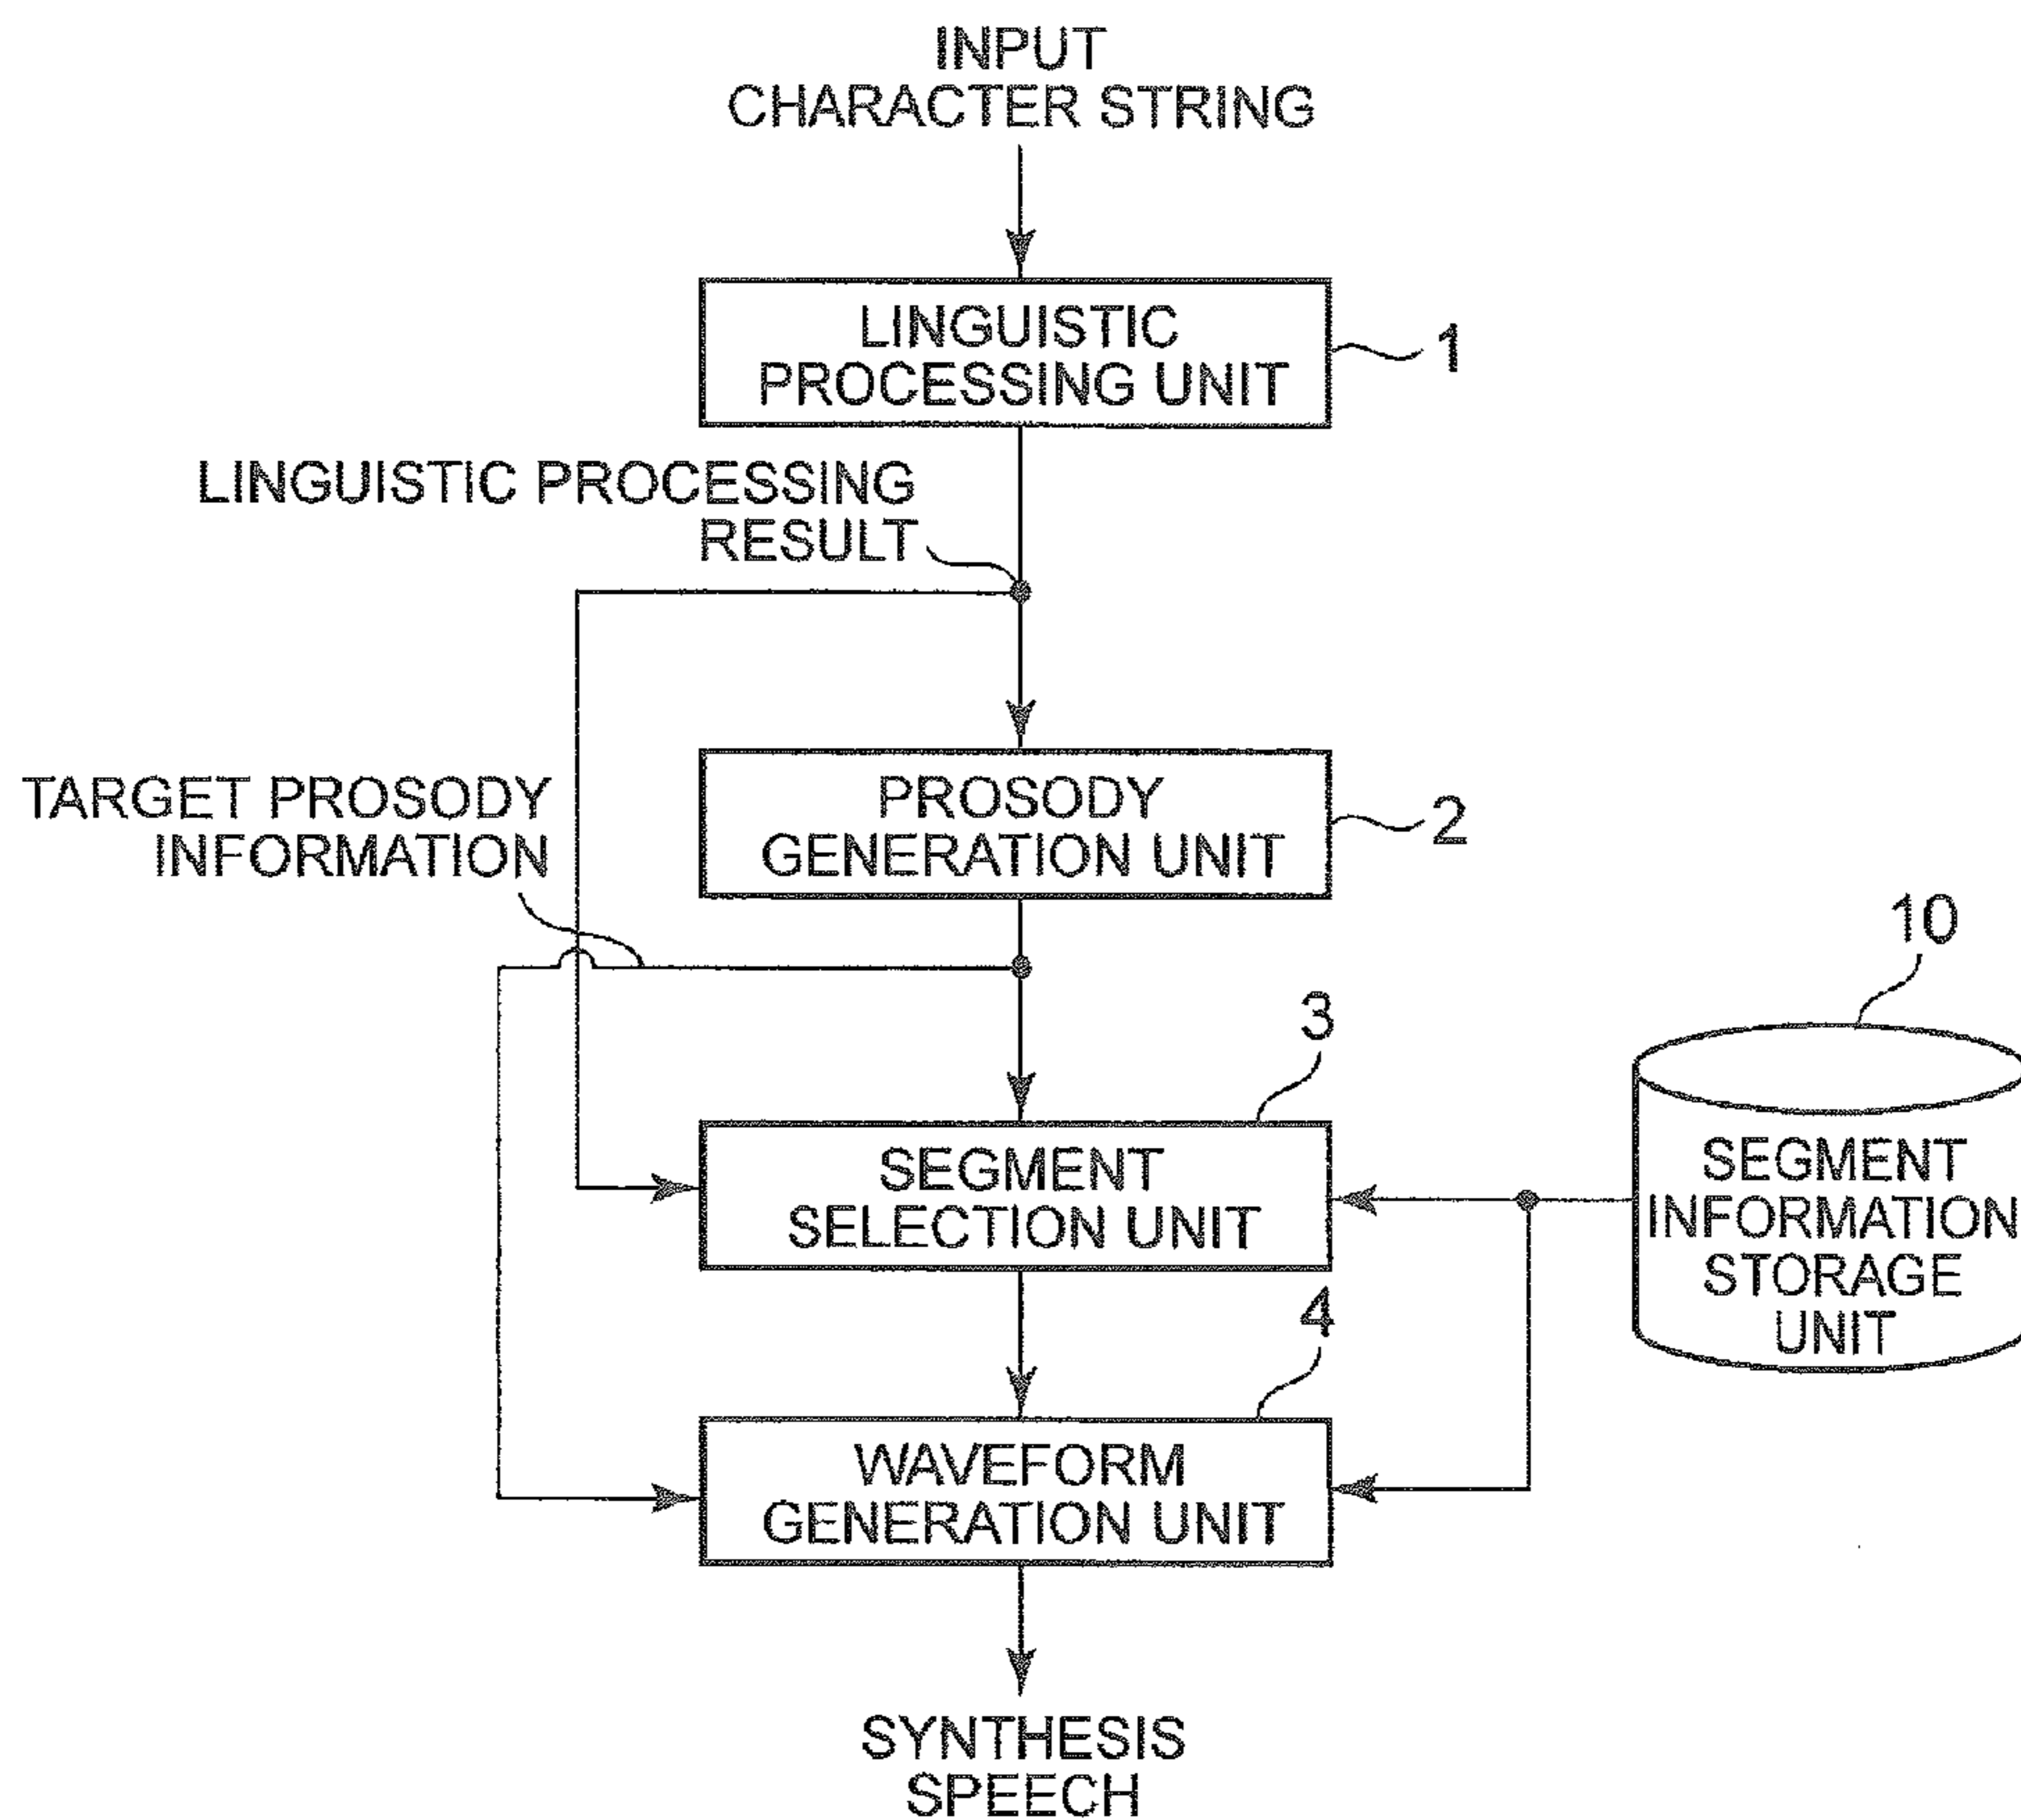 INPUT
CHARACTER STRING
LINGUISTIC
PROCESSING UNIT
1
LINGUISTIC PROCESSING
RESULT
PROSODY
GENERATION UNIT
2
TARGET PROSODY
INFORMATION
10
3
SEGMENT
SELECTION UNIT
SEGMENT
INFORMATION
STORAGE
UNIT
4
WAVEFORM
GENERATION UNIT
SYNTHESIS
SPEECH